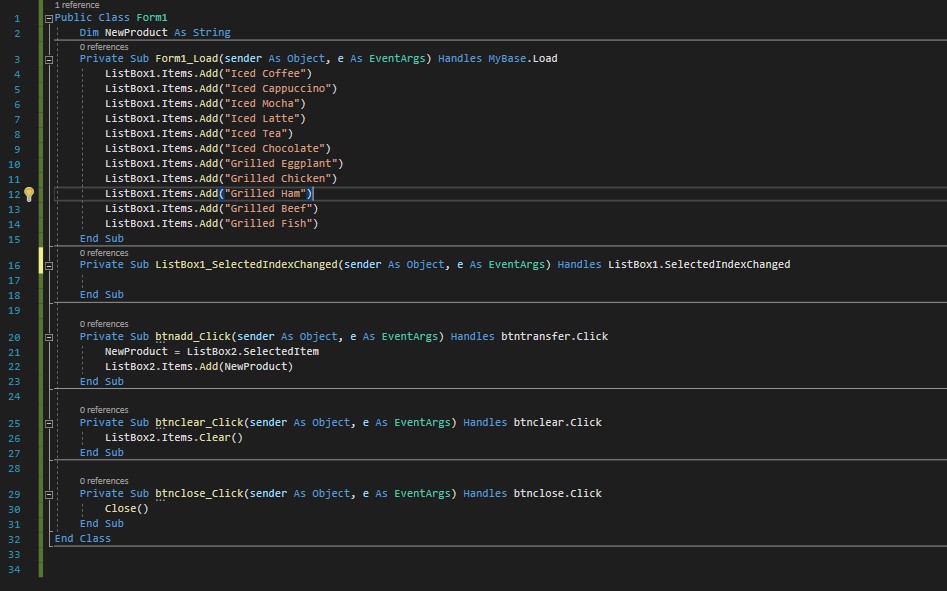 1 reference
1 Public Class Form1
2 Dim NewProduct As String
0 references
3 Private Sub Form1_Load(sender As Object, e As EventArgs) Handles MyBase.Load
4 ListBox1.Items.Add("Iced Coffee")
5 ListBox1.Items.Add("Iced Cappuccino")
6 ListBox1.Items.Add("Iced Mocha")
7 ListBox1.Items.Add("Iced Latte")
8 ListBox1.Items.Add("Iced Tea")
9 ListBox1.Items.Add("Iced Chocolate")
10 ListBox1.Items.Add("Grilled Eggplant")
11 ListBox1.Items.Add("Grilled Chicken")
12 ListBox1.Items.Add("Grilled Ham")
13 ListBox1.Items.Add("Grilled Beef")
14 ListBox1.Items.Add("Grilled Fish")
15 End Sub
0 references
16 Private Sub ListBox1_SelectedIndexChanged(sender As Object, e As EventArgs) Handles ListBox1.SelectedIndexChanged
17
18 End Sub
19
0 references
20 Private Sub btnadd_Click(sender As Object, e As EventArgs) Handles btntransfer.Click
21 NewProduct = ListBox2.SelectedItem
22 ListBox2.Items.Add(NewProduct)
23 End Sub
24
0 references
25 Private Sub btnclear_Click(sender As Object, e As EventArgs) Handles btnclear.Click
26 ListBox2.Items.Clear()
27 End Sub
28
0 references
29 Private Sub btnclose_Click(sender As Object, e As EventArgs) Handles btnclose.Click
30 Close()
31 End Sub
32 End Class
33
34